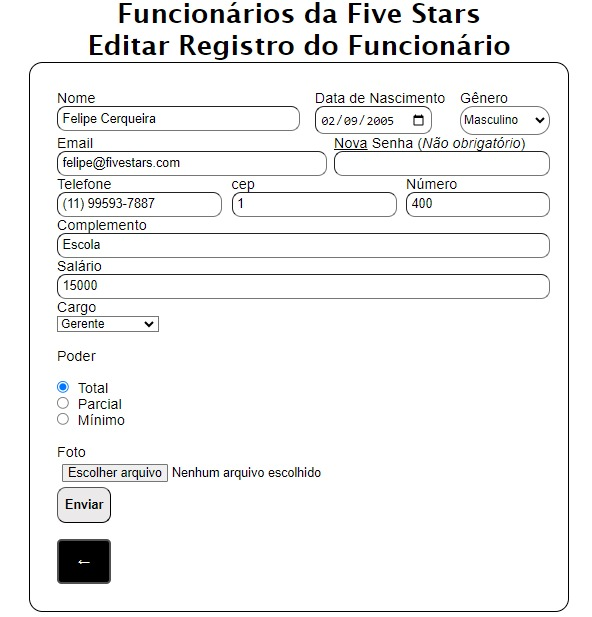 Funcionários da Five Stars
Editar Registro do Funcionário
Nome Data de Nascimento Gênero
Felipe Cerqueira 02/09/2005 Masculino
Email Nova Senha (Não obrigatório)
felipe@fivestars.com
Telefone cep Número
(11) 99593-7887 1 400
Complemento
Escola
Salário
15000
Cargo
Gerente
Poder
Total
Parcial
Mínimo
Foto
Escolher arquivo Nenhum arquivo escolhido
Enviar
←